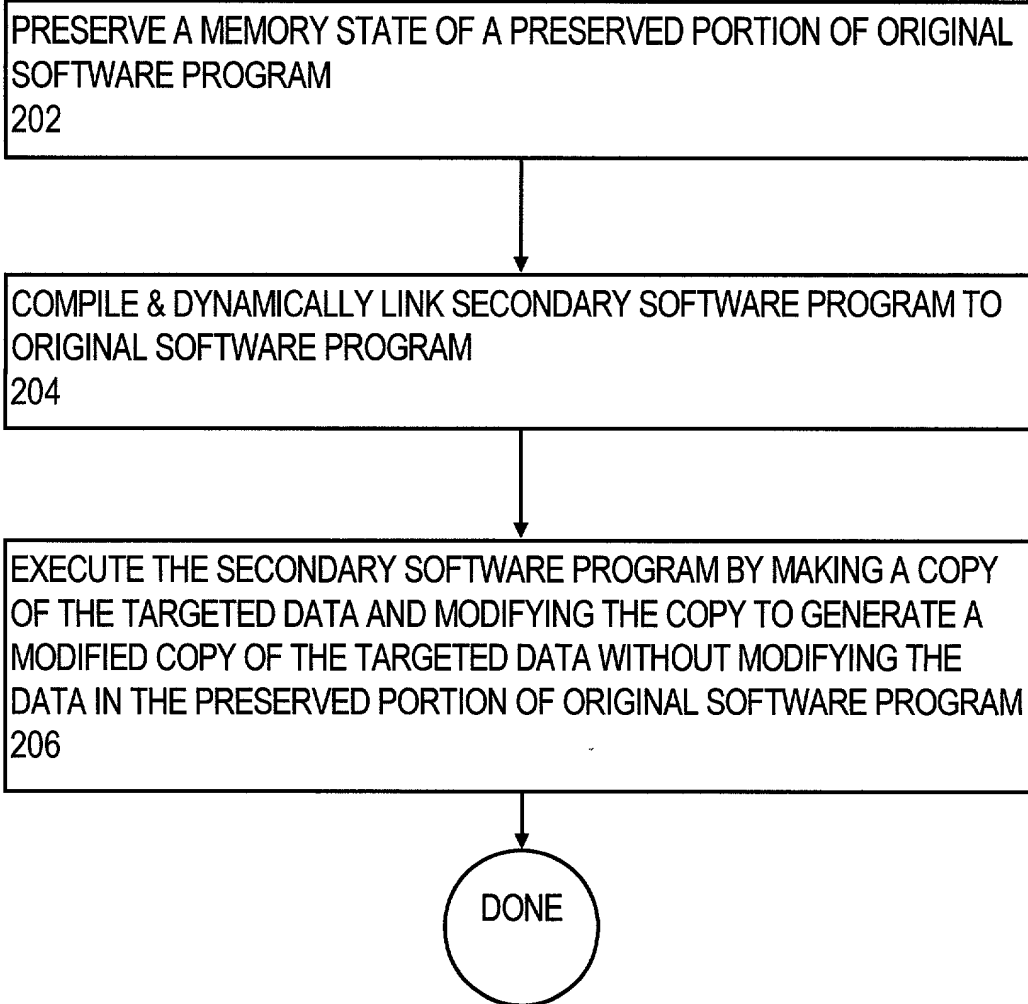 PRESERVE A MEMORY STATE OF A PRESERVED PORTION OF ORIGINAL
SOFTWARE PROGRAM
202
COMPILE & DYNAMICALLY LINK SECONDARY SOFTWARE PROGRAM TO
ORIGINAL SOFTWARE PROGRAM
204
EXECUTE THE SECONDARY SOFTWARE PROGRAM BY MAKING A COPY
OF THE TARGETED DATA AND MODIFYING THE COPY TO GENERATE A
MODIFIED COPY OF THE TARGETED DATA WITHOUT MODIFYING THE
DATA IN THE PRESERVED PORTION OF ORIGINAL SOFTWARE PROGRAM
206
DONE